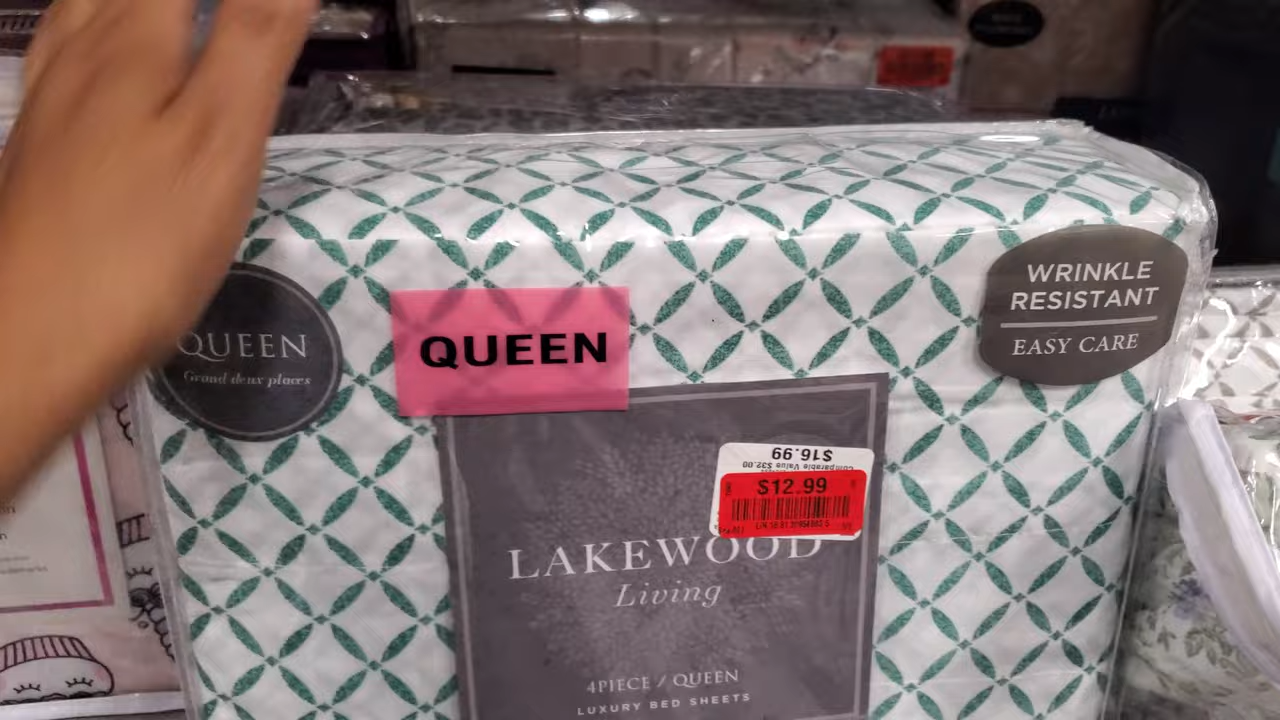 QUEEN
Grand deux places
QUEEN
WRINKLE
RESISTANT
EASY CARE
$16.99
Comparable Value $32.00
$12.99
LAKEWOOD
Living
4PIECE / QUEEN
LUXURY BED SHEETS